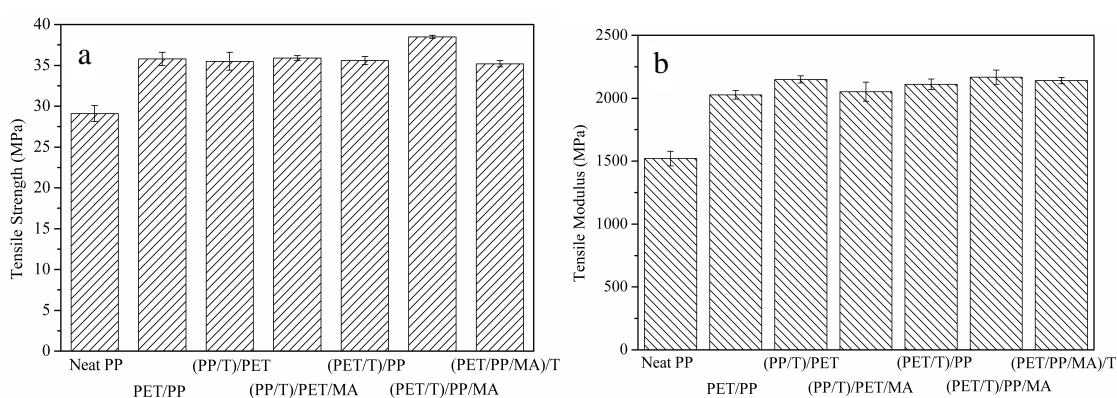 a
Tensile Strength (MPa)
40
35
30
25
20
15
10
5
0
Neat PP
(PP/T)/PET
(PET/T)/PP
(PET/PP/MA)/T
PET/PP
(PP/T)/PET/MA
(PET/T)/PP/MA
b
Tensile Modulus (MPa)
2500
2000
1500
1000
500
0
Neat PP
(PP/T)/PET
(PET/T)/PP
(PET/PP/MA)/T
PET/PP
(PP/T)/PET/MA
(PET/T)/PP/MA